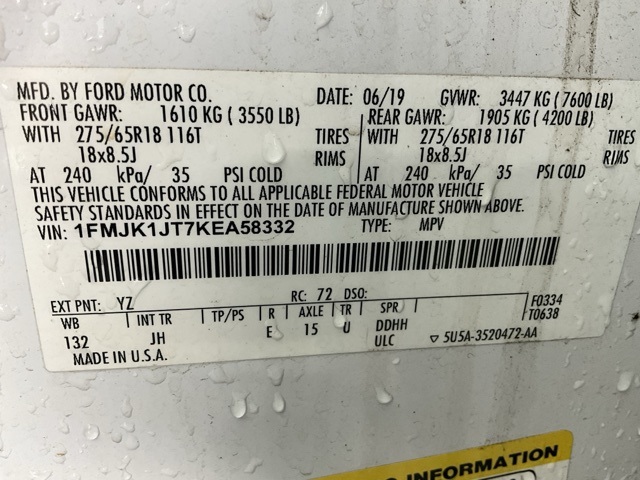 MFD. BY FORD MOTOR CO. DATE: 06/19 GVWR: 3447 KG ( 7600 LB)
FRONT GAWR: 1610 KG ( 3550 LB) REAR GAWR: 1905 KG ( 4200 LB)
WITH 275/65R18 116T TIRES WITH 275/65R18 116T TIRES
18x8.5J RIMS 18x8.5J RIMS
AT 240 kPa/ 35 PSI COLD AT 240 kPa/ 35 PSI COLD
THIS VEHICLE CONFORMS TO ALL APPLICABLE FEDERAL MOTOR VEHICLE
SAFETY STANDARDS IN EFFECT ON THE DATE OF MANUFACTURE SHOWN ABOVE.
VIN: 1FMJK1JT7KEA58332 TYPE: MPV
EXT PNT: YZ RC: 72 DSO: F0334
WB INT TR TP/PS R AXLE TR SPR T0638
132 JH E 15 U DDHH
ULC ▽ 5U5A-3520472-AA
MADE IN U.S.A.
INFORMATION